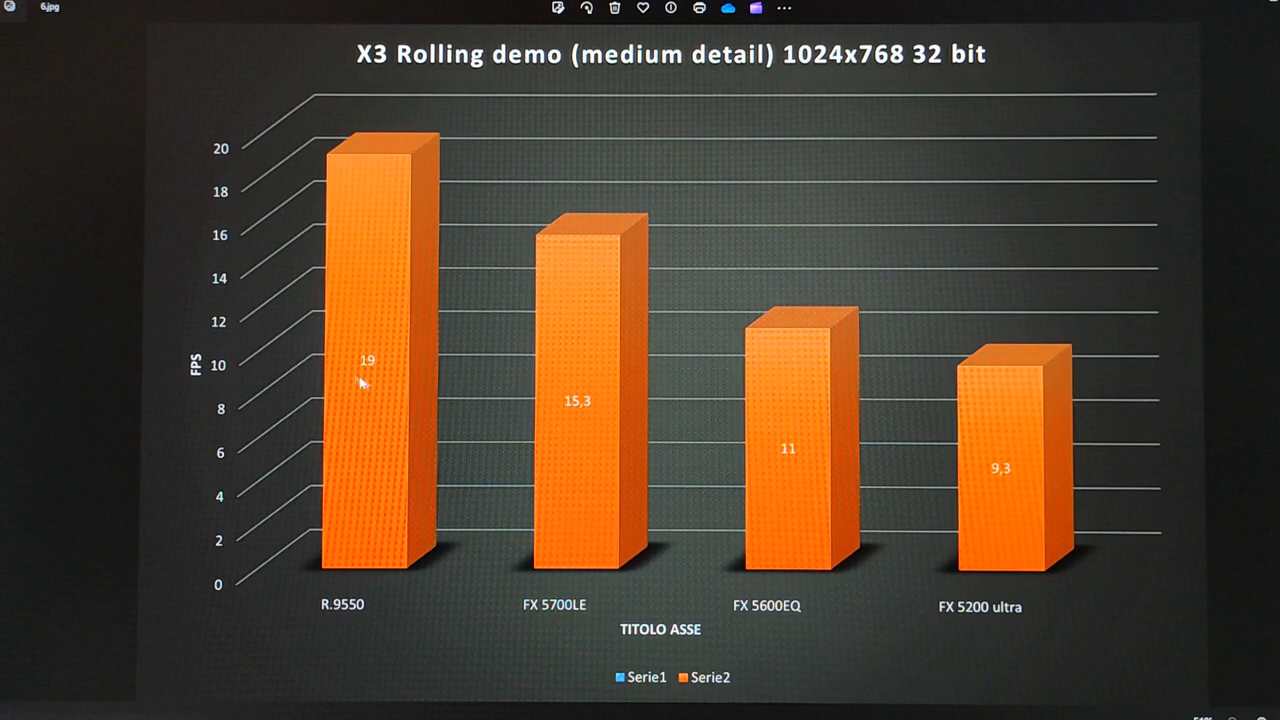 6.jpg
X3 Rolling demo (medium detail) 1024x768 32 bit
20
18
16
14
12
10
8
6
4
2
0
FPS
19
15,3
11
9,3
R.9550
FX 5700LE
FX 5600EQ
FX 5200 ultra
TITOLO ASSE
Serie1
Serie2